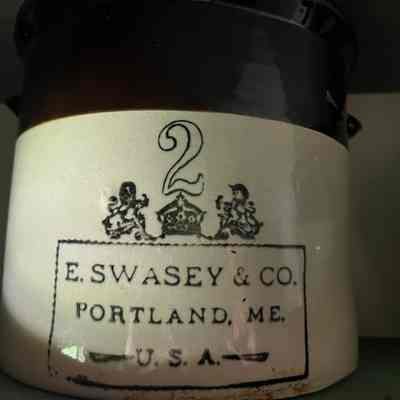 2
E. SWASEY & CO.
PORTLAND, ME.
U. S. A.